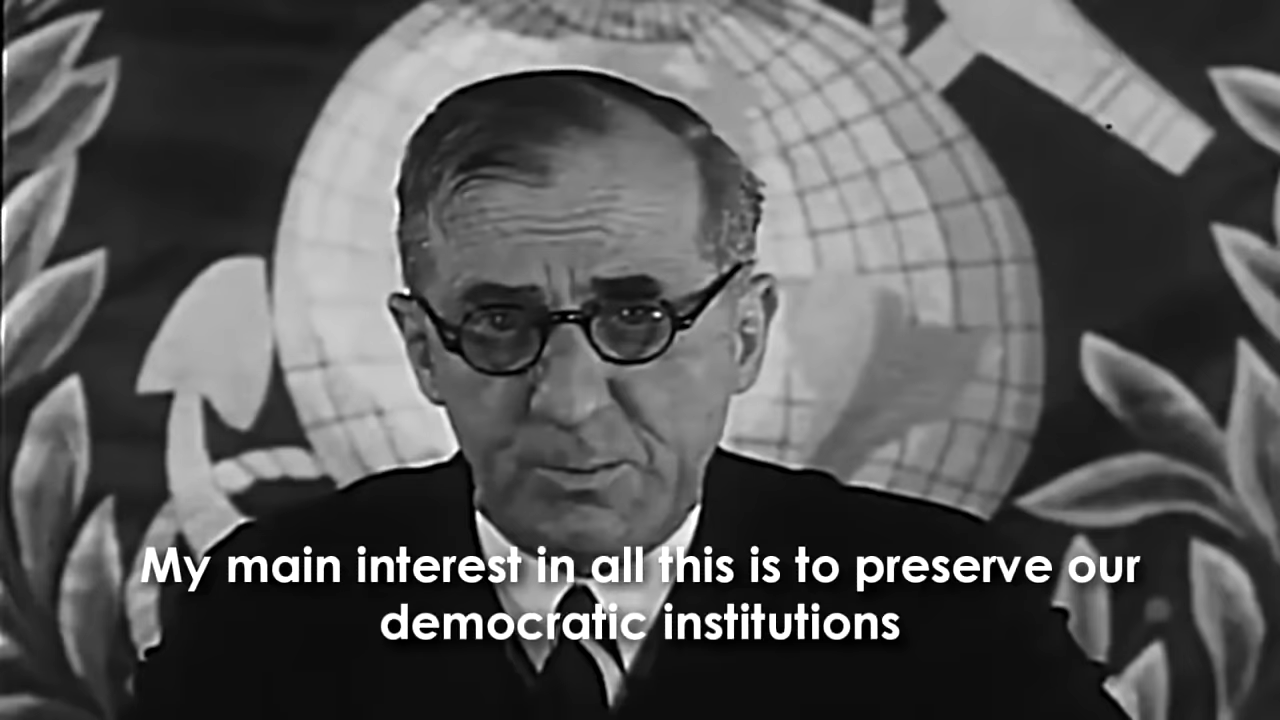 My main interest in all this is to preserve our
democratic institutions